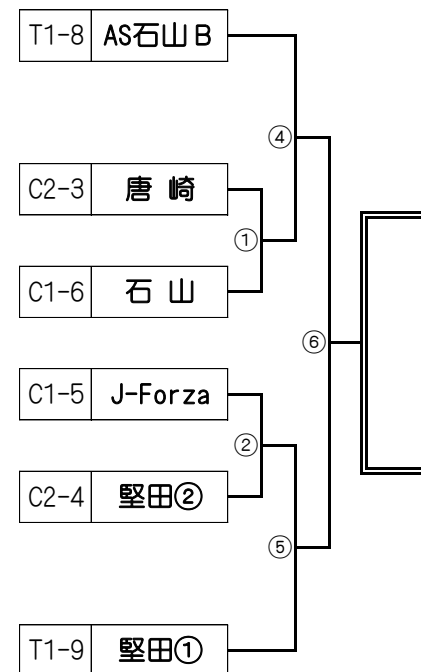 T1-8 AS石山B
④
C2-3 唐崎
①
C1-6 石山
⑥
C1-5 J-Forza
②
C2-4 堅田②
⑤
T1-9 堅田①